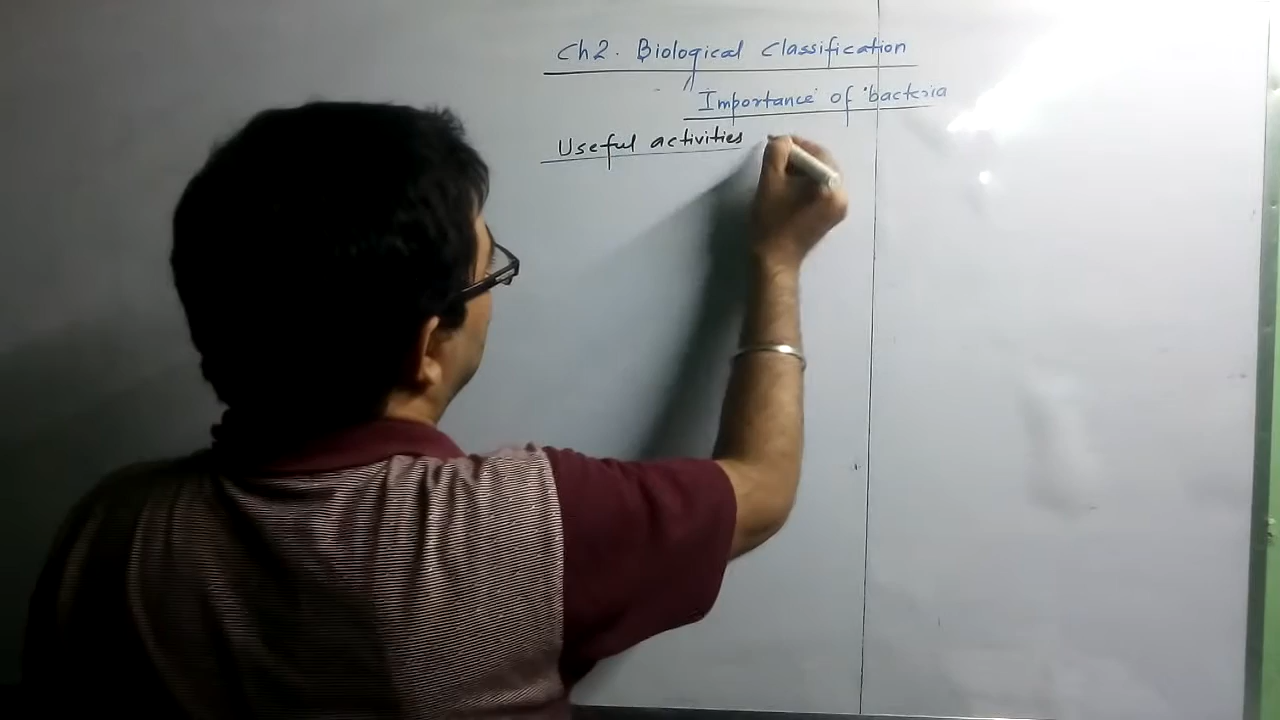 Ch2. Biological Classification
Importance of bacteria
Useful activities